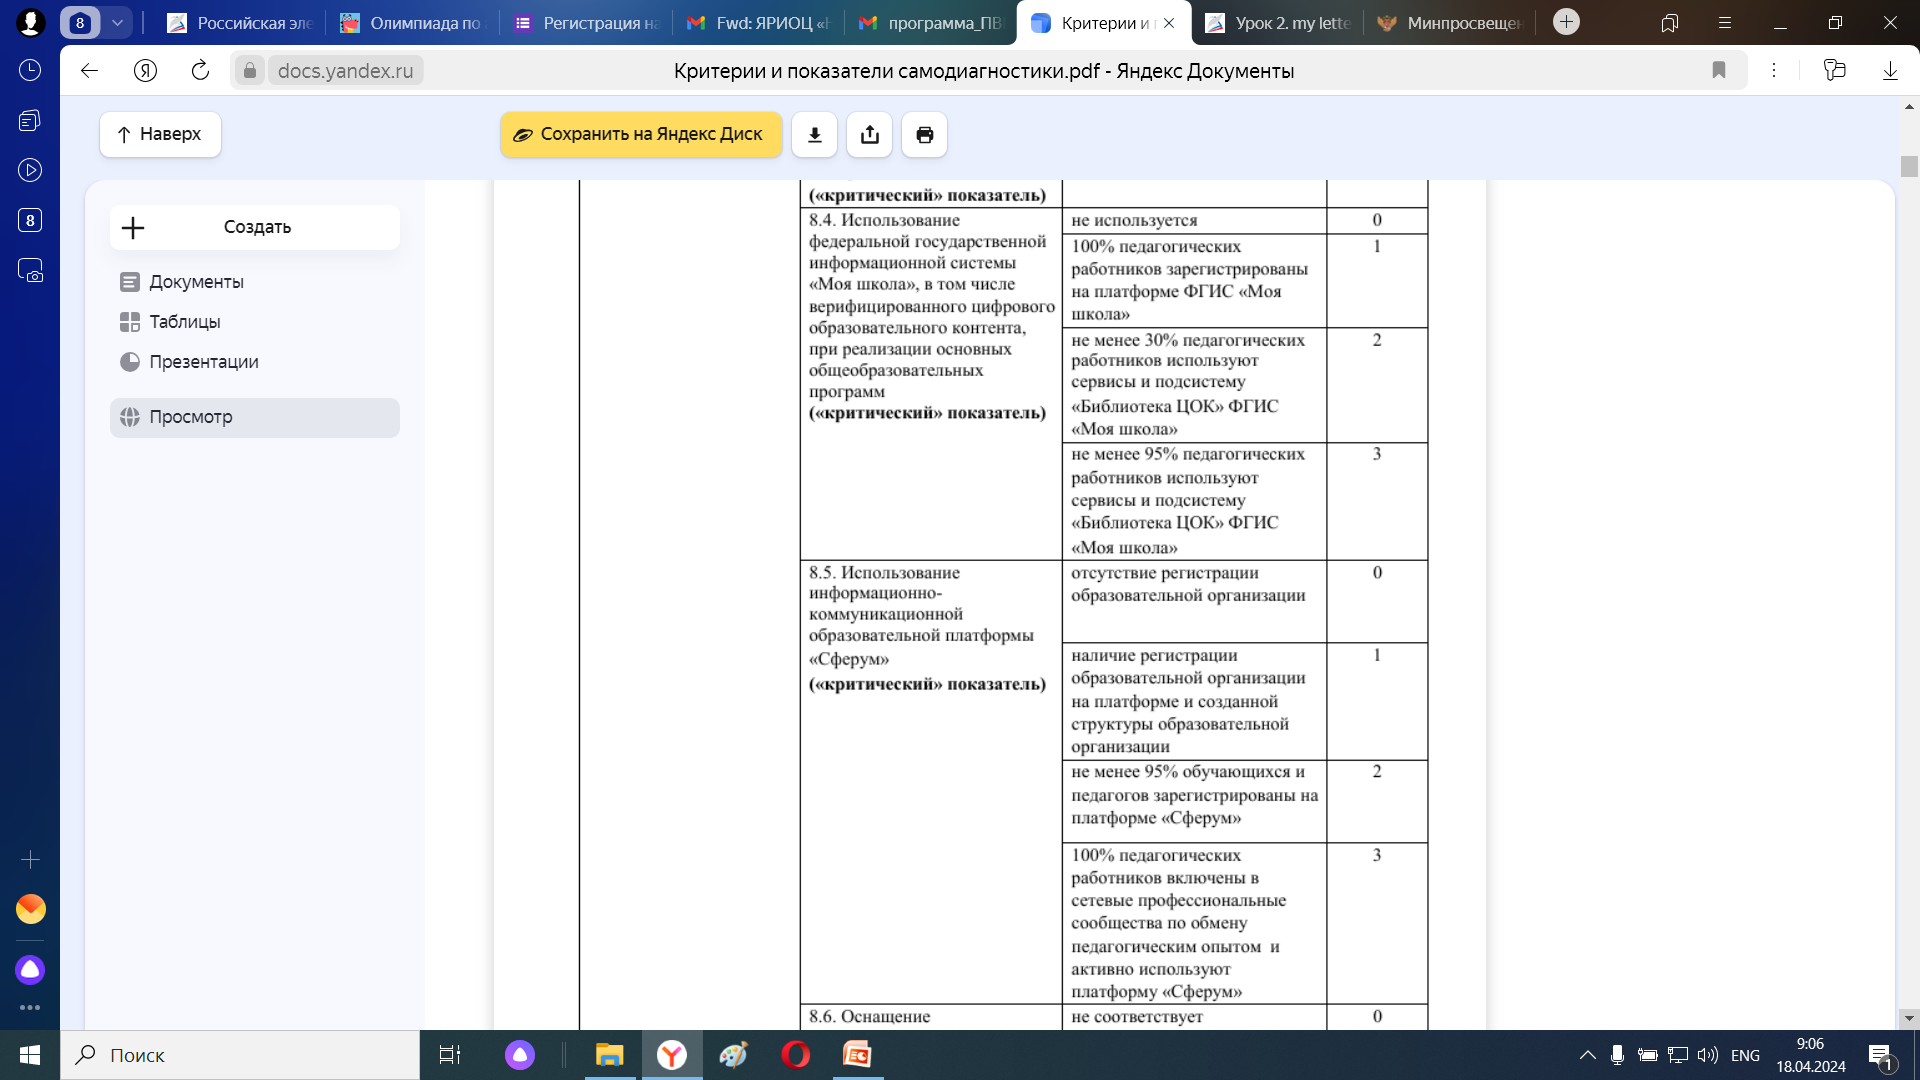 8
Российская эле
Олимпиада по
Регистрация на
Fwd: ЯРИОЦ «Н
программа_ПВ
Критерии и
Урок 2. my lette
Минпросвещен
docs.yandex.ru
Критерии и показатели самодиагностики.pdf - Яндекс Документы
Наверх
Сохранить на Яндекс Диск
8
Создать
Документы
Таблицы
Презентации
Просмотр
(«критический» показатель)
8.4. Использование
федеральной государственной
информационной системы
«Моя школа», в том числе
верифицированного цифрового
образовательного контента,
при реализации основных
общеобразовательных
программ
(«критический» показатель)
не используется
0
100% педагогических
работников зарегистрированы
на платформе ФГИС «Моя
школа»
1
не менее 30% педагогических
работников используют
сервисы и подсистему
«Библиотека ЦОК» ФГИС
«Моя школа»
2
не менее 95% педагогических
работников используют
сервисы и подсистему
«Библиотека ЦОК» ФГИС
«Моя школа»
3
8.5. Использование
информационно-
коммуникационной
образовательной платформы
«Сферум»
(«критический» показатель)
отсутствие регистрации
образовательной организации
0
наличие регистрации
образовательной организации
на платформе и созданной
структуры образовательной
организации
1
не менее 95% обучающихся и
педагогов зарегистрированы на
платформе «Сферум»
2
100% педагогических
работников включены в
сетевые профессиональные
сообщества по обмену
педагогическим опытом и
активно используют
платформу «Сферум»
3
8.6. Оснащение
не соответствует
0
Поиск
ENG
9:06
18.04.2024
1